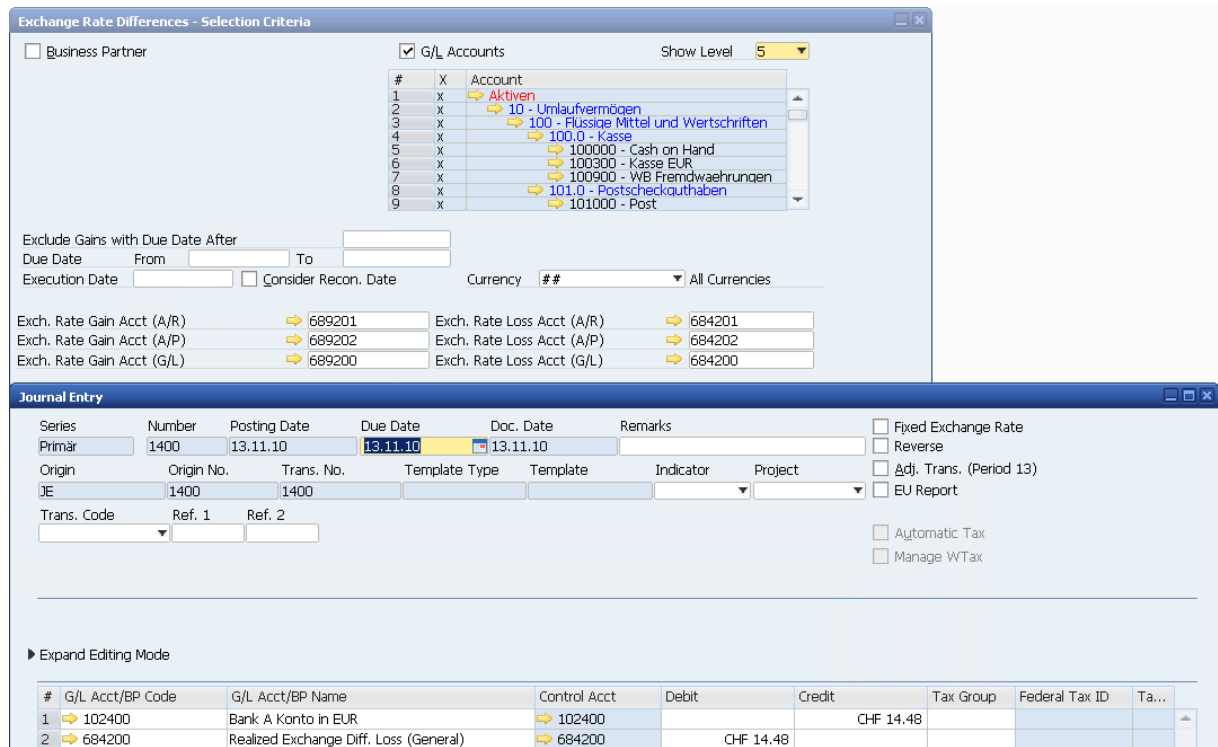 Exchange Rate Differences - Selection Criteria
Business Partner G/L Accounts Show Level 5
# X Account
1 x Aktiven
2 x 10 - Umlaufvermögen
3 x 100 - Flüssige Mittel und Wertschriften
4 x 100.0 - Kasse
5 x 100000 - Cash on Hand
6 x 100300 - Kasse EUR
7 x 100900 - WB Fremdwaehrungen
8 x 101.0 - Postscheckguthaben
9 x 101000 - Post
Exclude Gains with Due Date After
Due Date From To
Execution Date Consider Recon. Date Currency ## All Currencies
Exch. Rate Gain Acct (A/R) 689201 Exch. Rate Loss Acct (A/R) 684201
Exch. Rate Gain Acct (A/P) 689202 Exch. Rate Loss Acct (A/P) 684202
Exch. Rate Gain Acct (G/L) 689200 Exch. Rate Loss Acct (G/L) 684200
Journal Entry
Series Number Posting Date Due Date Doc. Date Remarks Fixed Exchange Rate
Primär 1400 13.11.10 13.11.10 13.11.10 Reverse
Origin Origin No. Trans. No. Template Type Template Indicator Project Adj. Trans. (Period 13)
JE 1400 1400 EU Report
Trans. Code Ref. 1 Ref. 2
Automatic Tax
Manage WTax
Expand Editing Mode
# G/L Acct/BP Code G/L Acct/BP Name Control Acct Debit Credit Tax Group Federal Tax ID Ta...
1 102400 Bank A Konto in EUR 102400 CHF 14.48
2 684200 Realized Exchange Diff. Loss (General) 684200 CHF 14.48